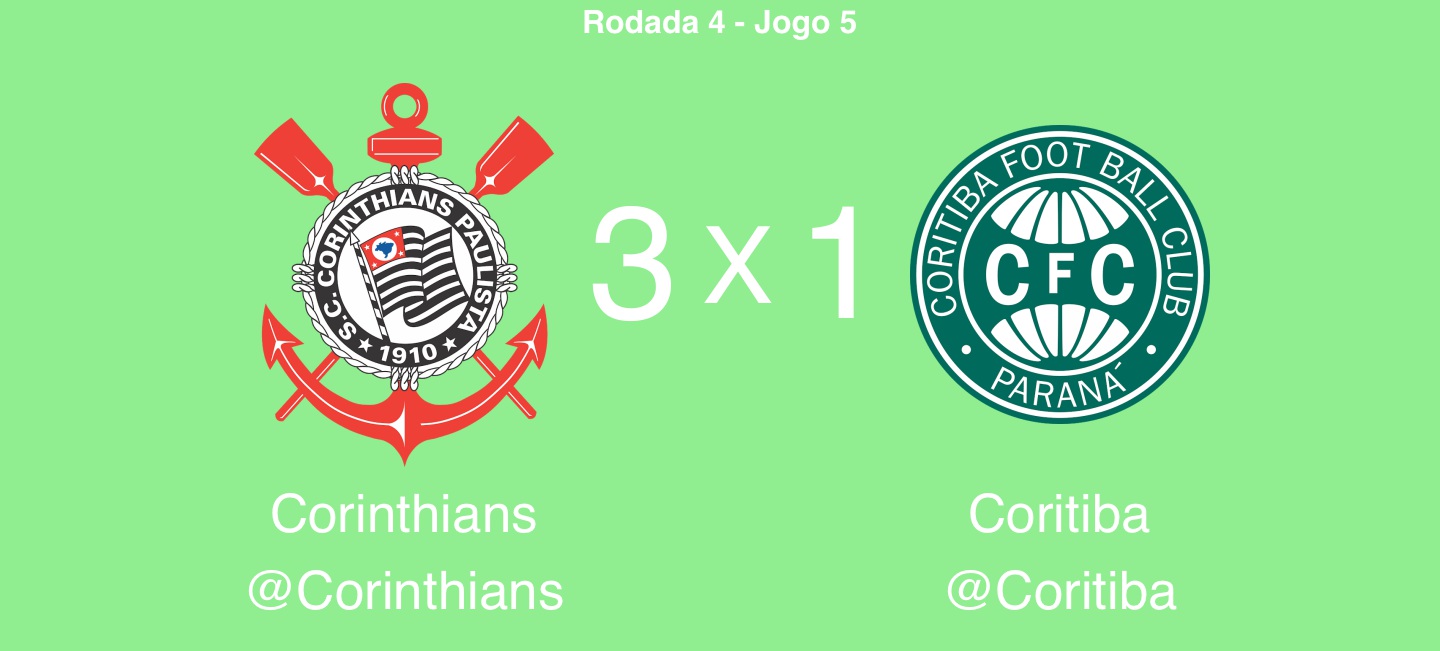 Rodada 4 - Jogo 5
S.C. CORINTHIANS PAULISTA
★ 1910 ★
3 X 1
CORITIBA FOOT BALL CLUB
CFC
• PARANÁ •
Corinthians
Coritiba
@Corinthians
@Coritiba